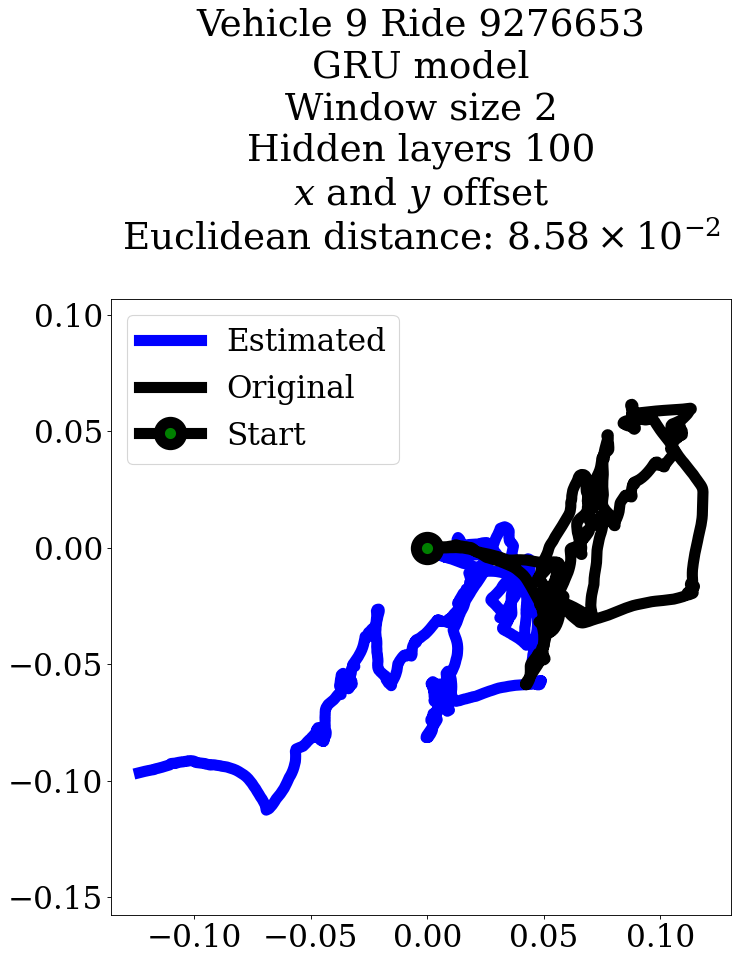 Vehicle 9 Ride 9276653
GRU model
Window size 2
Hidden layers 100
x and y offset
Euclidean distance: 8.58 × 10⁻²
Estimated
Original
Start
0.10
0.05
0.00
−0.05
−0.10
−0.15
−0.10 −0.05 0.00 0.05 0.10